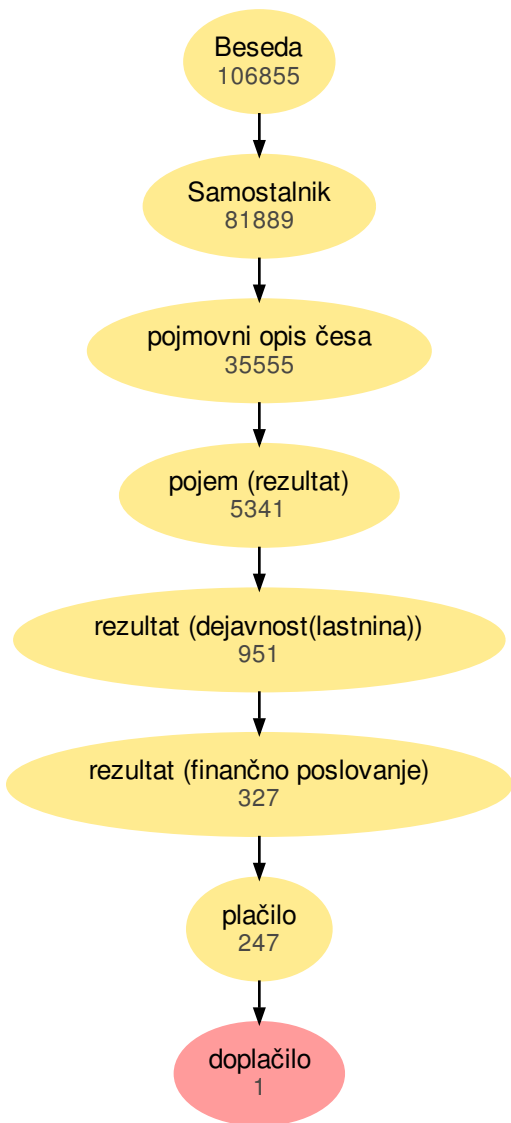 Beseda
106855
Samostalnik
81889
pojmovni opis česa
35555
pojem (rezultat)
5341
rezultat (dejavnost(lastnina))
951
rezultat (finančno poslovanje)
327
plačilo
247
doplačilo
1